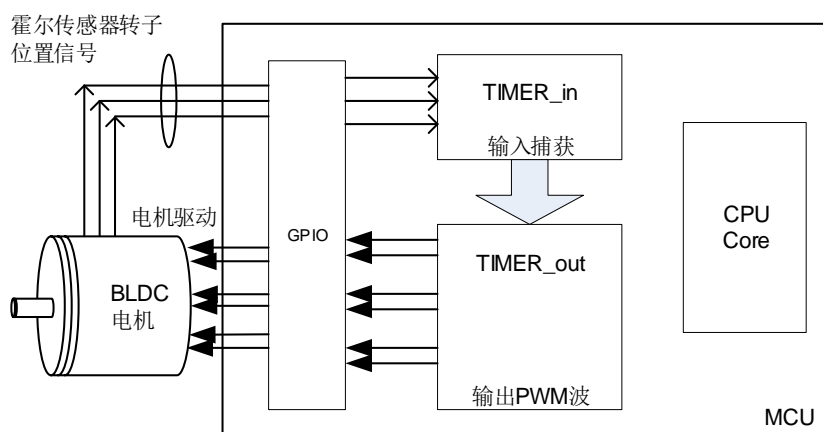 霍尔传感器转子
位置信号
TIMER_in
输入捕获
CPU
Core
电机驱动
GPIO
TIMER_out
BLDC
电机
输出PWM波
MCU